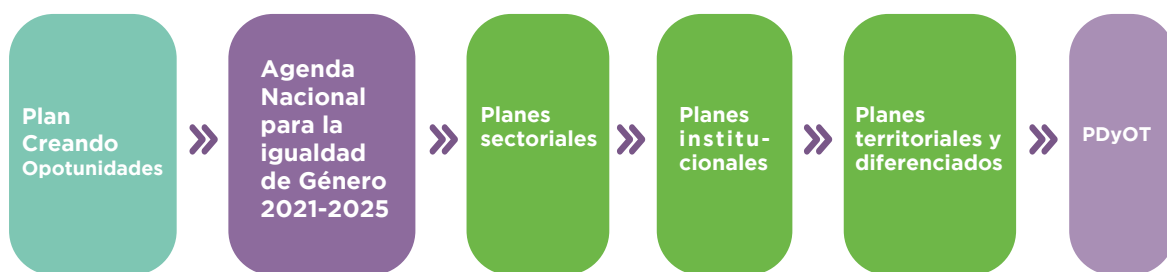 Plan
Creando
Opotunidades
Agenda
Nacional
para la
igualdad
de Género
2021-2025
Planes
sectoriales
Planes
institu-
cionales
Planes
territoriales y
diferenciados
PDyOT